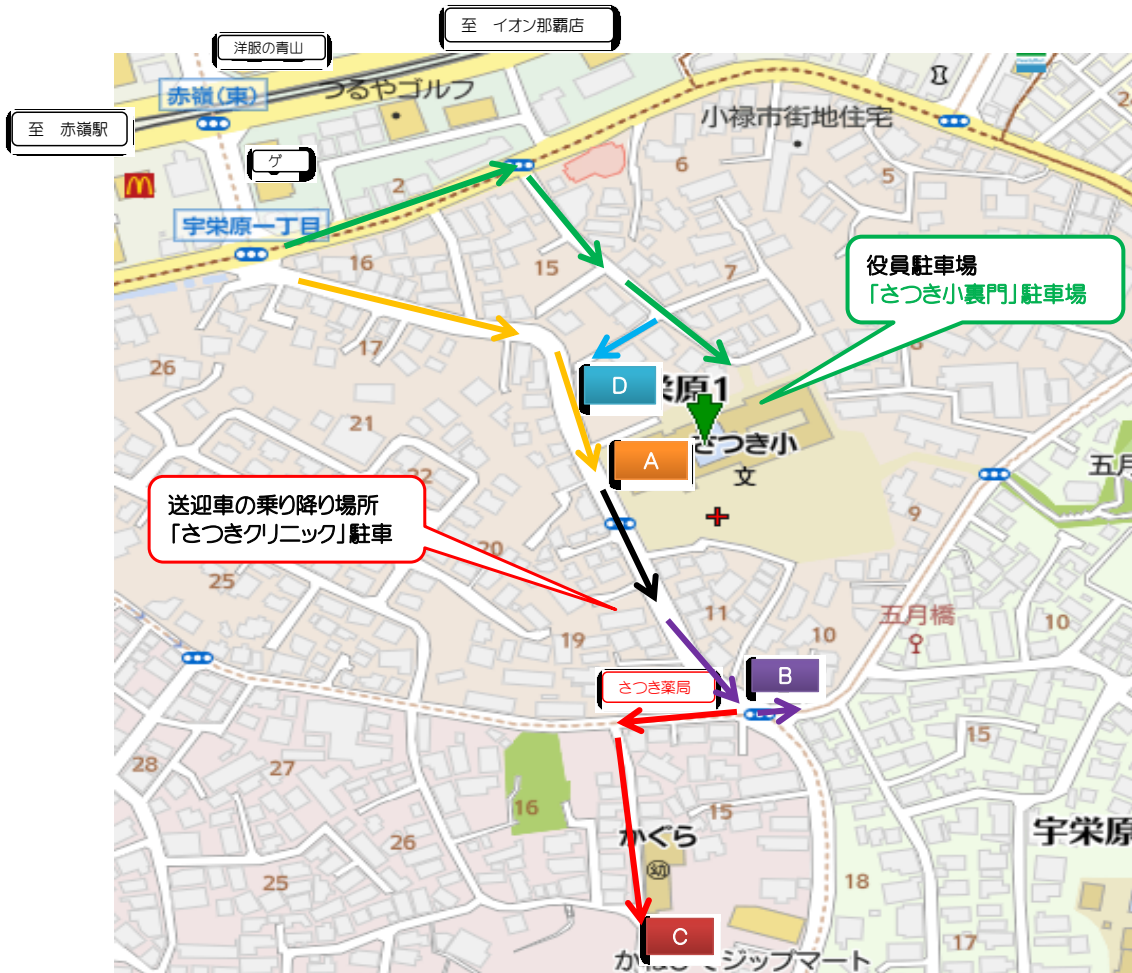 至　イオン那覇店
洋服の青山
赤嶺(東)
つるやゴルフ
至　赤嶺駅
小禄市街地住宅
24
ゲ
6
5
2
宇栄原一丁目
16
15
7
役員駐車場
「さつき小裏門」駐車場
17
26
8
D
栄原1
21
さつき小
A
文
22
五月
送迎車の乗り降り場所
「さつきクリニック」駐車
9
20
25
11
五月橋
10
10
19
B
さつき薬局
15
28
27
16
15
かぐら
宇栄原
26
幼
25
18
C
17
ジップマート